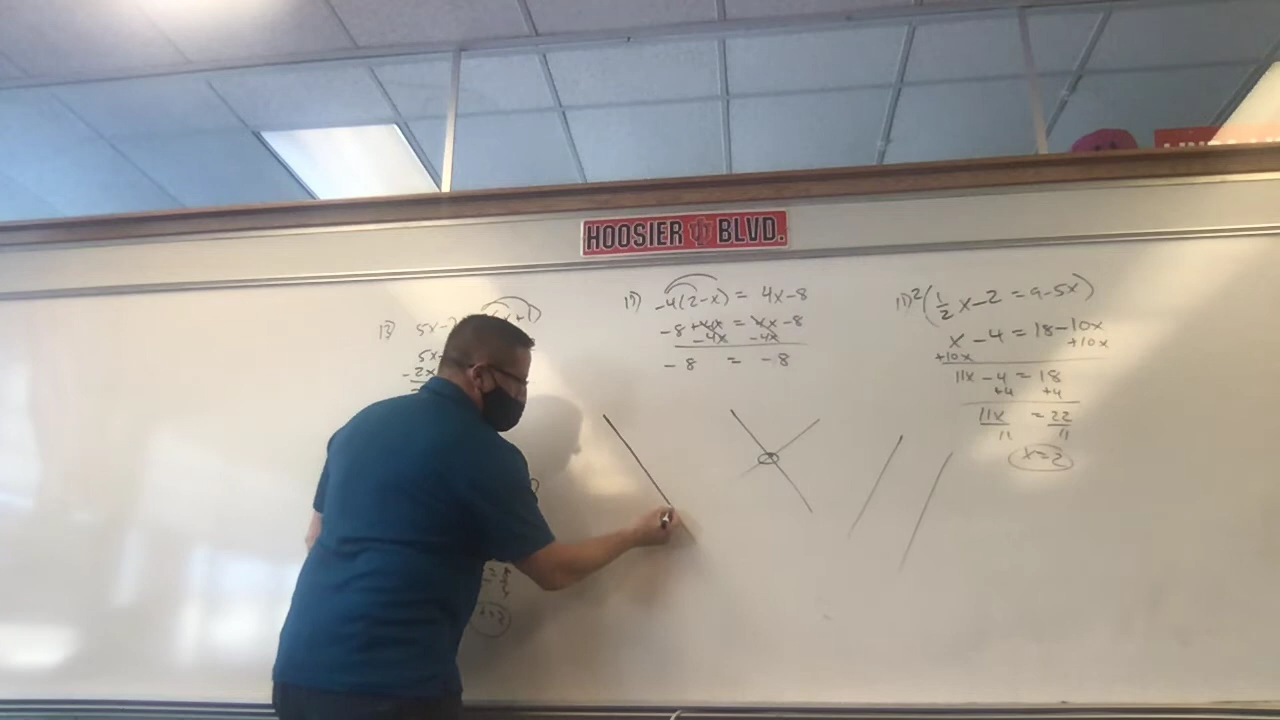 HOOSIER BLVD.
13) 5x-
5x-
-2x
-4(2-x) = 4x-8
-8+4x = 4x-8
-4x -4x
-8 = -8
11) 2(1/2 x-2 = 9-5x)
x-4 = 18-10x
+10x +10x
11x-4 = 18
+4 +4
11x = 22
11 11
x=2